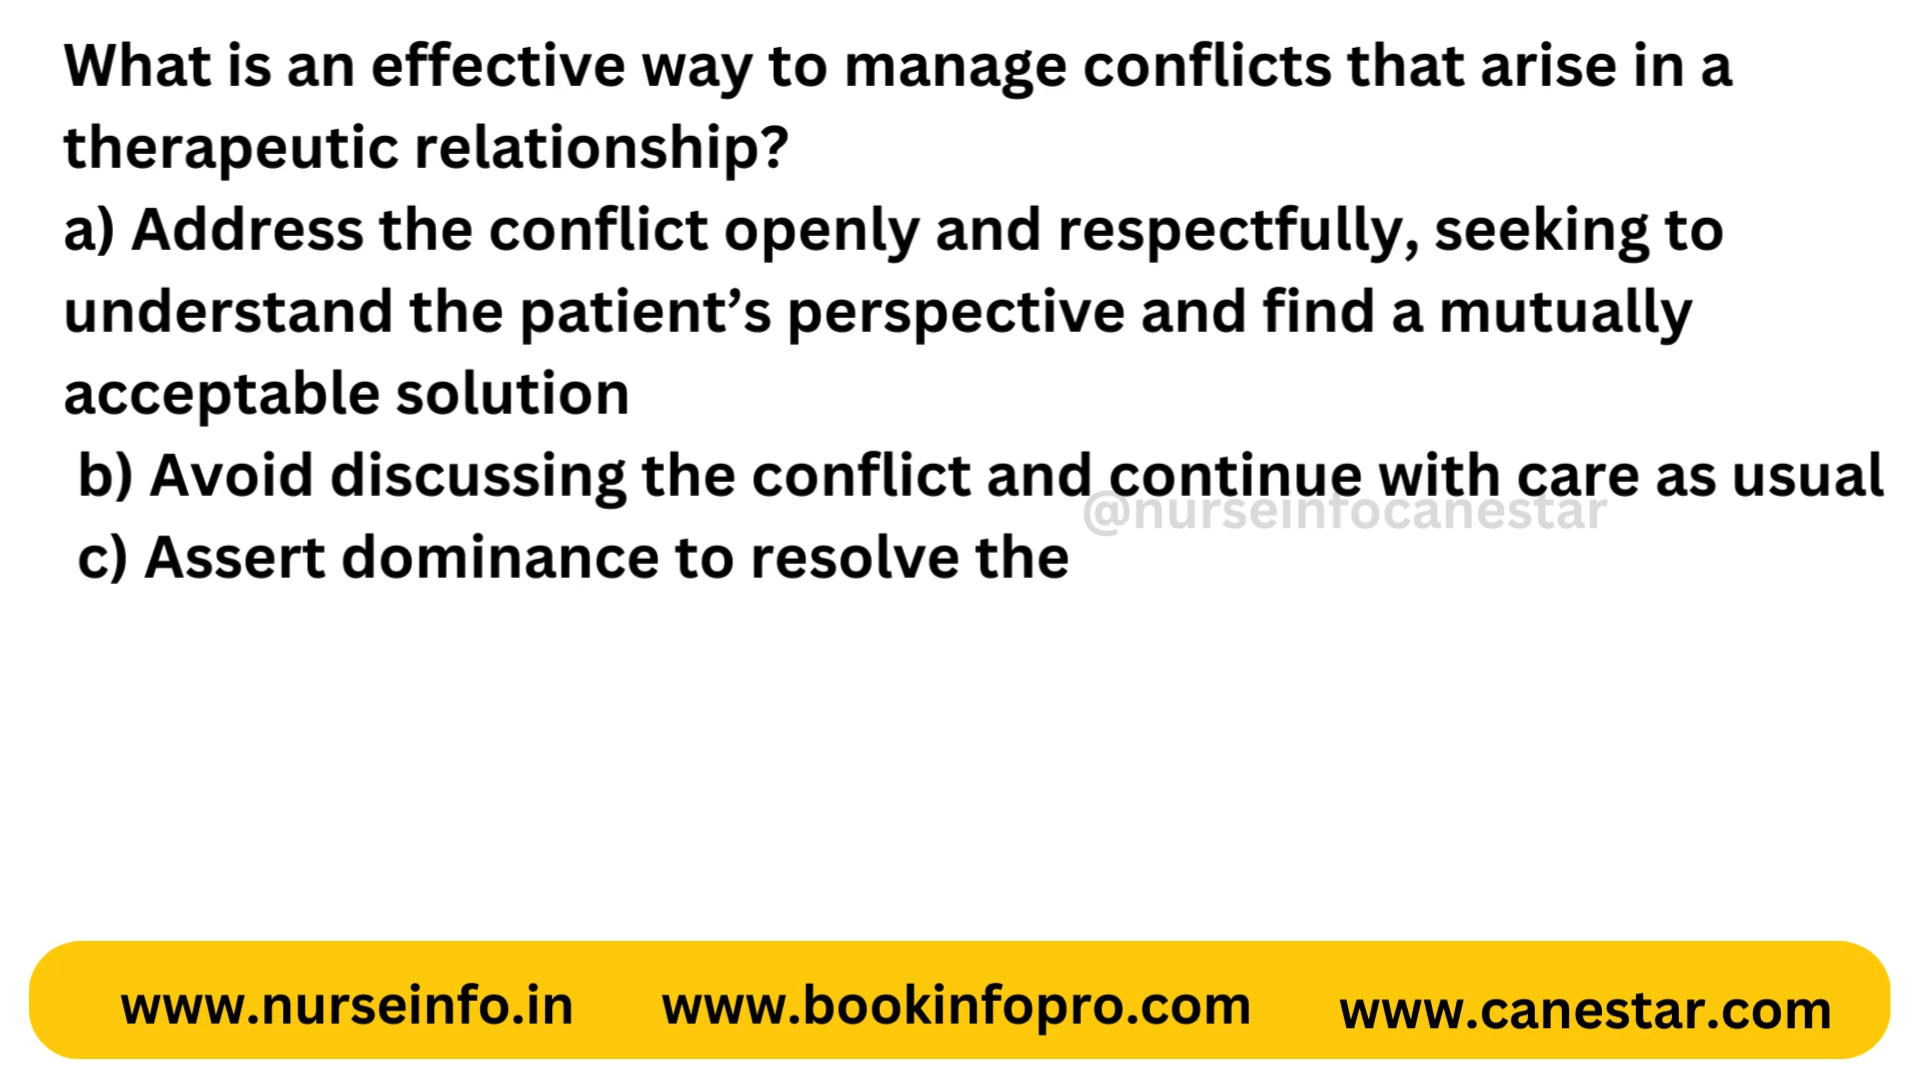 What is an effective way to manage conflicts that arise in a
therapeutic relationship?
a) Address the conflict openly and respectfully, seeking to
understand the patient’s perspective and find a mutually
acceptable solution
b) Avoid discussing the conflict and continue with care as usual
@nurseinfocanestar
c) Assert dominance to resolve the
www.nurseinfo.in www.bookinfopro.com www.canestar.com